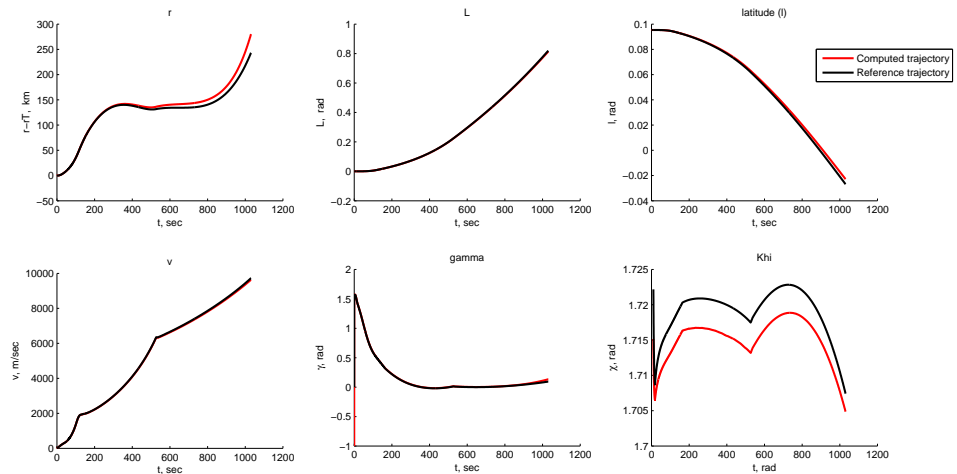 r
300
250
200
150
100
50
0
−50
r−rT, km
0 200 400 600 800 1000 1200
t, sec
L
1
0.8
0.6
0.4
0.2
0
−0.2
L, rad
0 200 400 600 800 1000 1200
t, sec
latitude (l)
0.1
0.08
0.06
0.04
0.02
0
−0.02
−0.04
l, rad
0 200 400 600 800 1000 1200
t, sec
Computed trajectory
Reference trajectory
v
10000
8000
6000
4000
2000
0
v, m/sec
0 200 400 600 800 1000 1200
t, sec
gamma
2
1.5
1
0.5
0
−0.5
−1
γ, rad
0 200 400 600 800 1000 1200
t, sec
Khi
1.725
1.72
1.715
1.71
1.705
1.7
χ, rad
0 200 400 600 800 1000 1200
t, rad